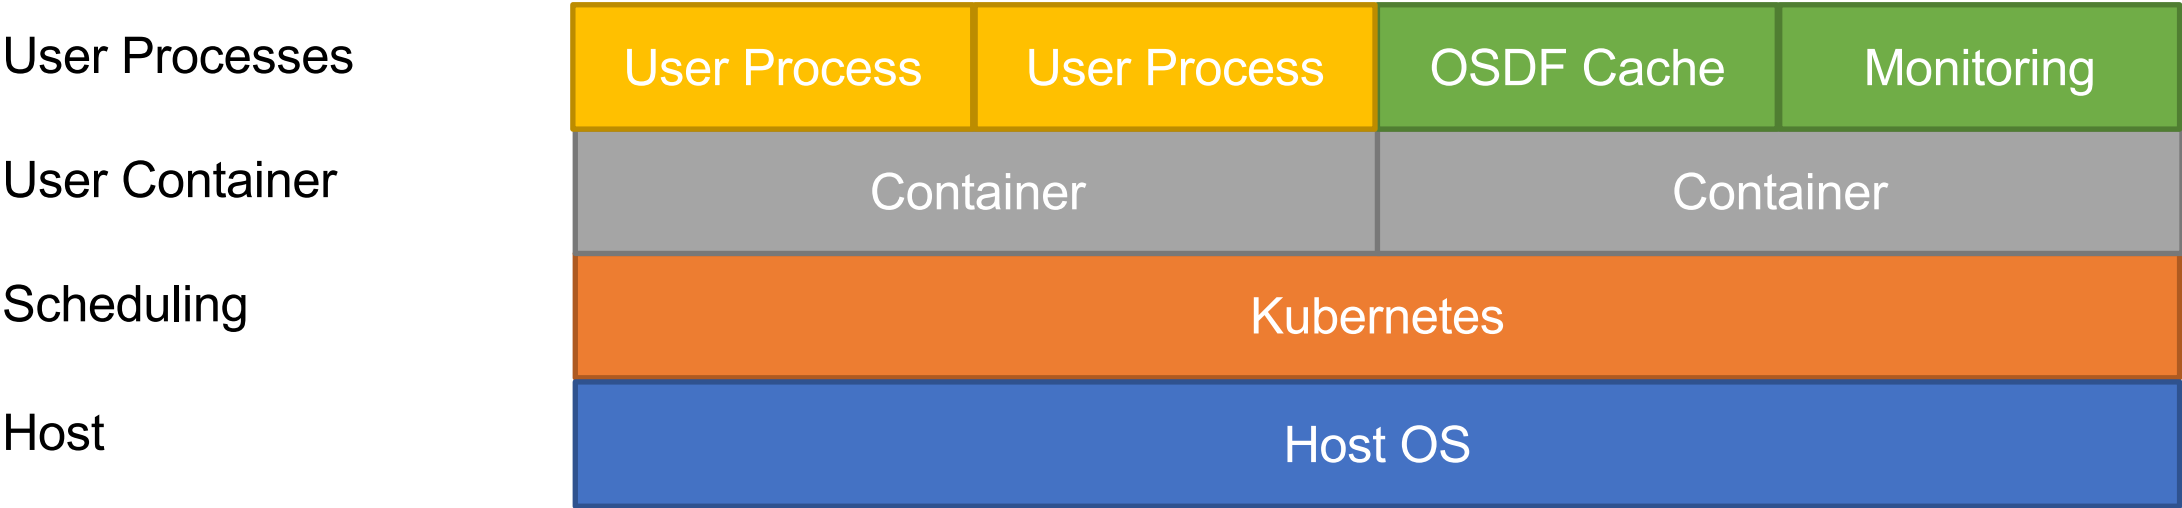 User Processes
User Process
User Process
OSDF Cache
Monitoring
User Container
Container
Container
Scheduling
Kubernetes
Host
Host OS